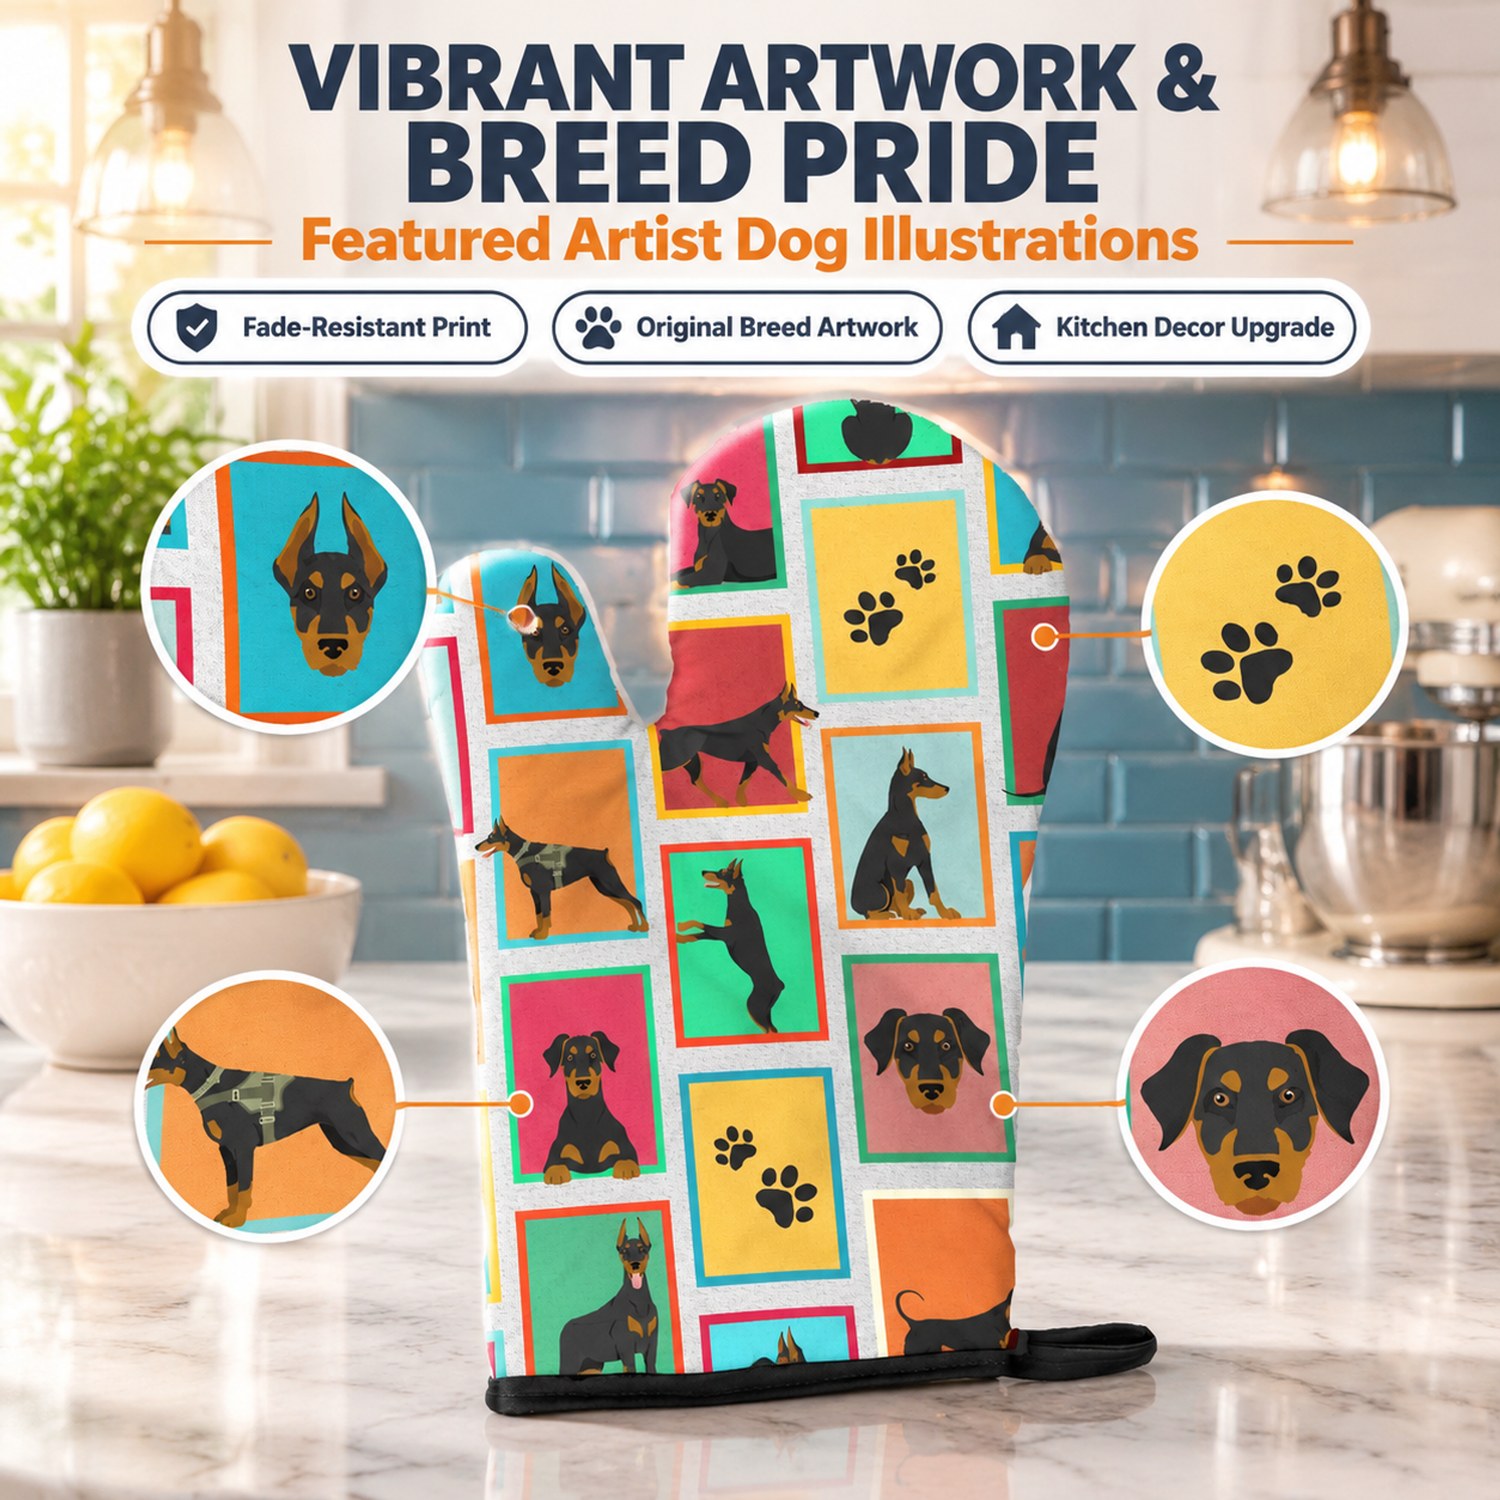 VIBRANT ARTWORK &
BREED PRIDE
Featured Artist Dog Illustrations
Fade-Resistant Print
Original Breed Artwork
Kitchen Decor Upgrade